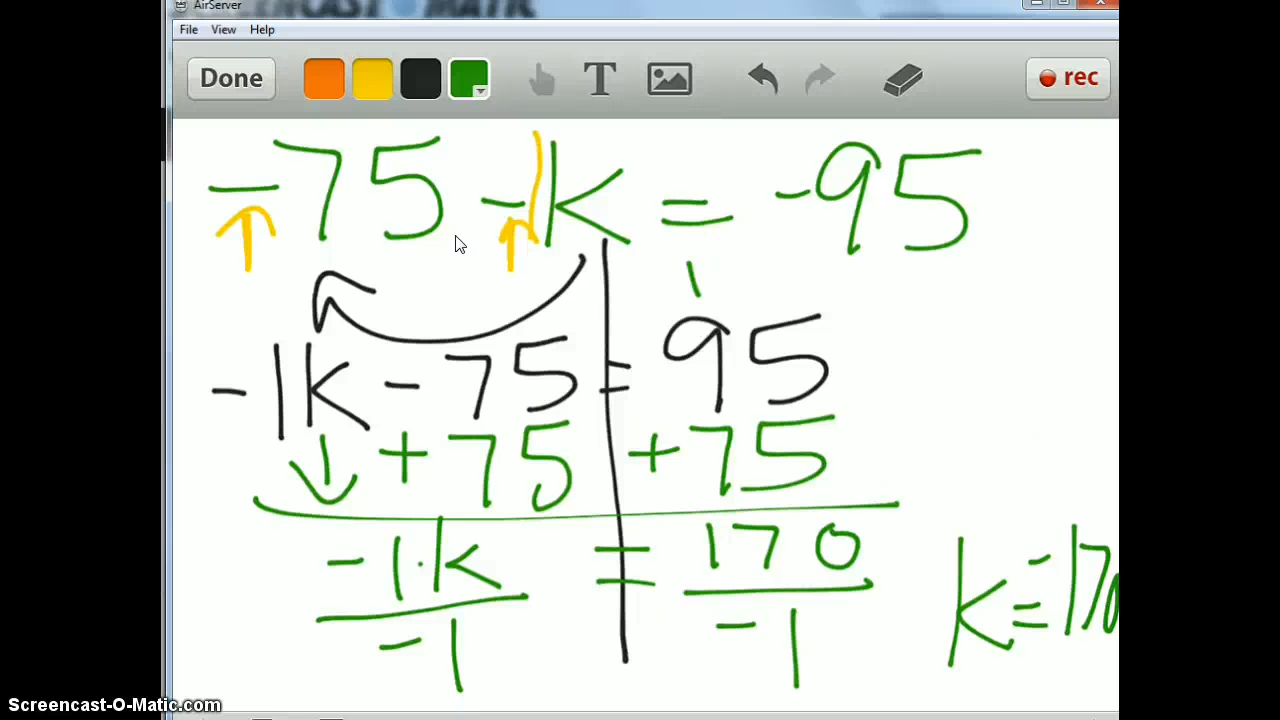 AirServer
File View Help
Done T rec
-75 -k = -95
-1k - 75 = 95
+ 75 + 75
-1·k = 170
-1 -1
k = -170
Screencast-O-Matic.com